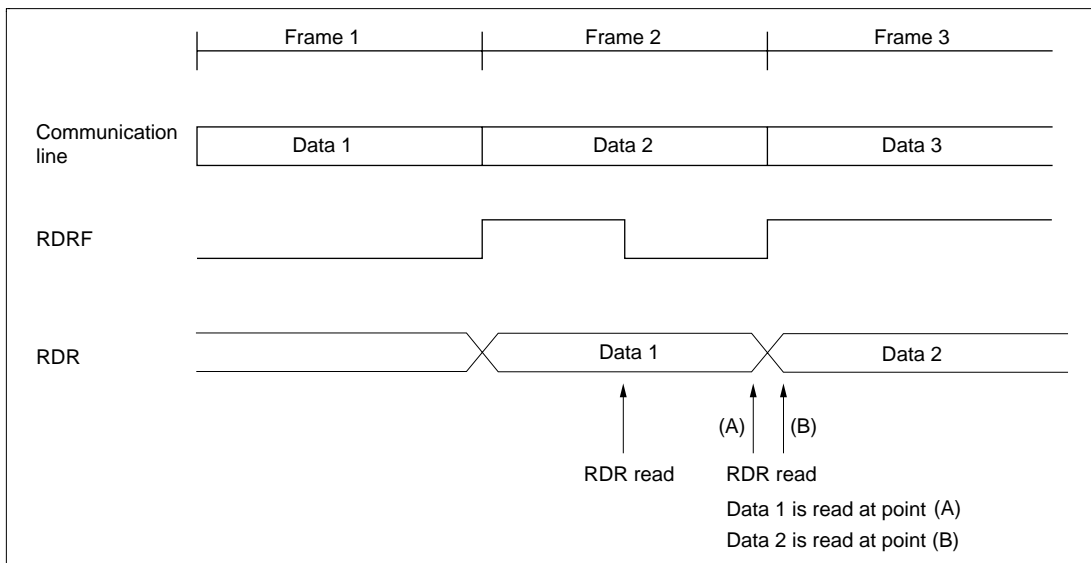 Frame 1 Frame 2 Frame 3
Communication
line
Data 1 Data 2 Data 3
RDRF
RDR
Data 1 Data 2
(A) (B)
RDR read RDR read
Data 1 is read at point (A)
Data 2 is read at point (B)